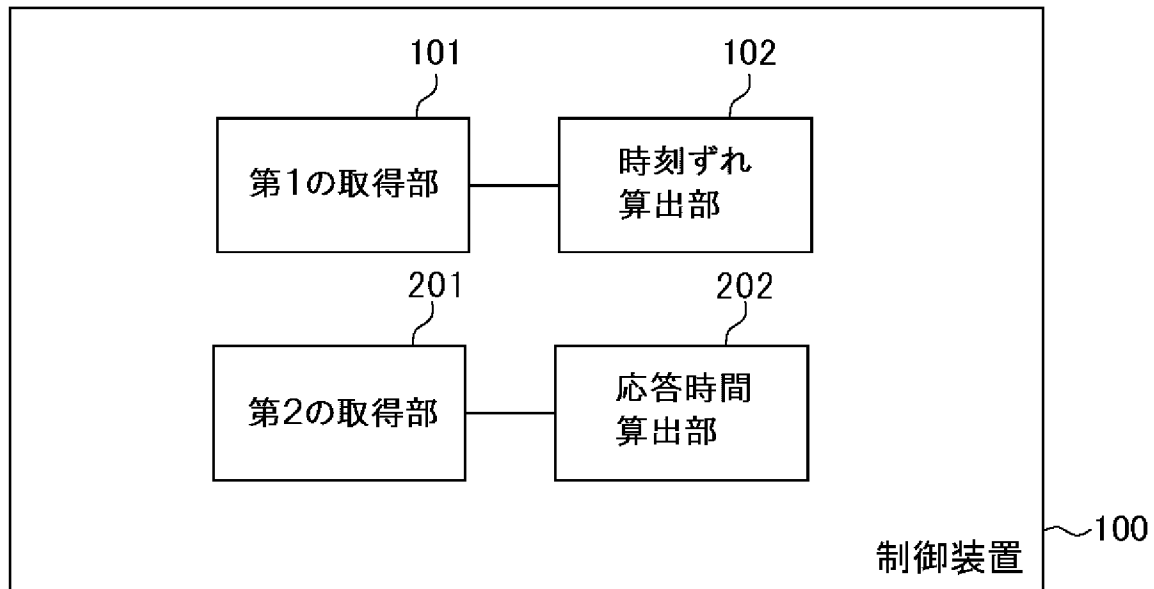 101
102
第1の取得部
時刻ずれ
算出部
201
202
第2の取得部
応答時間
算出部
100
制御装置